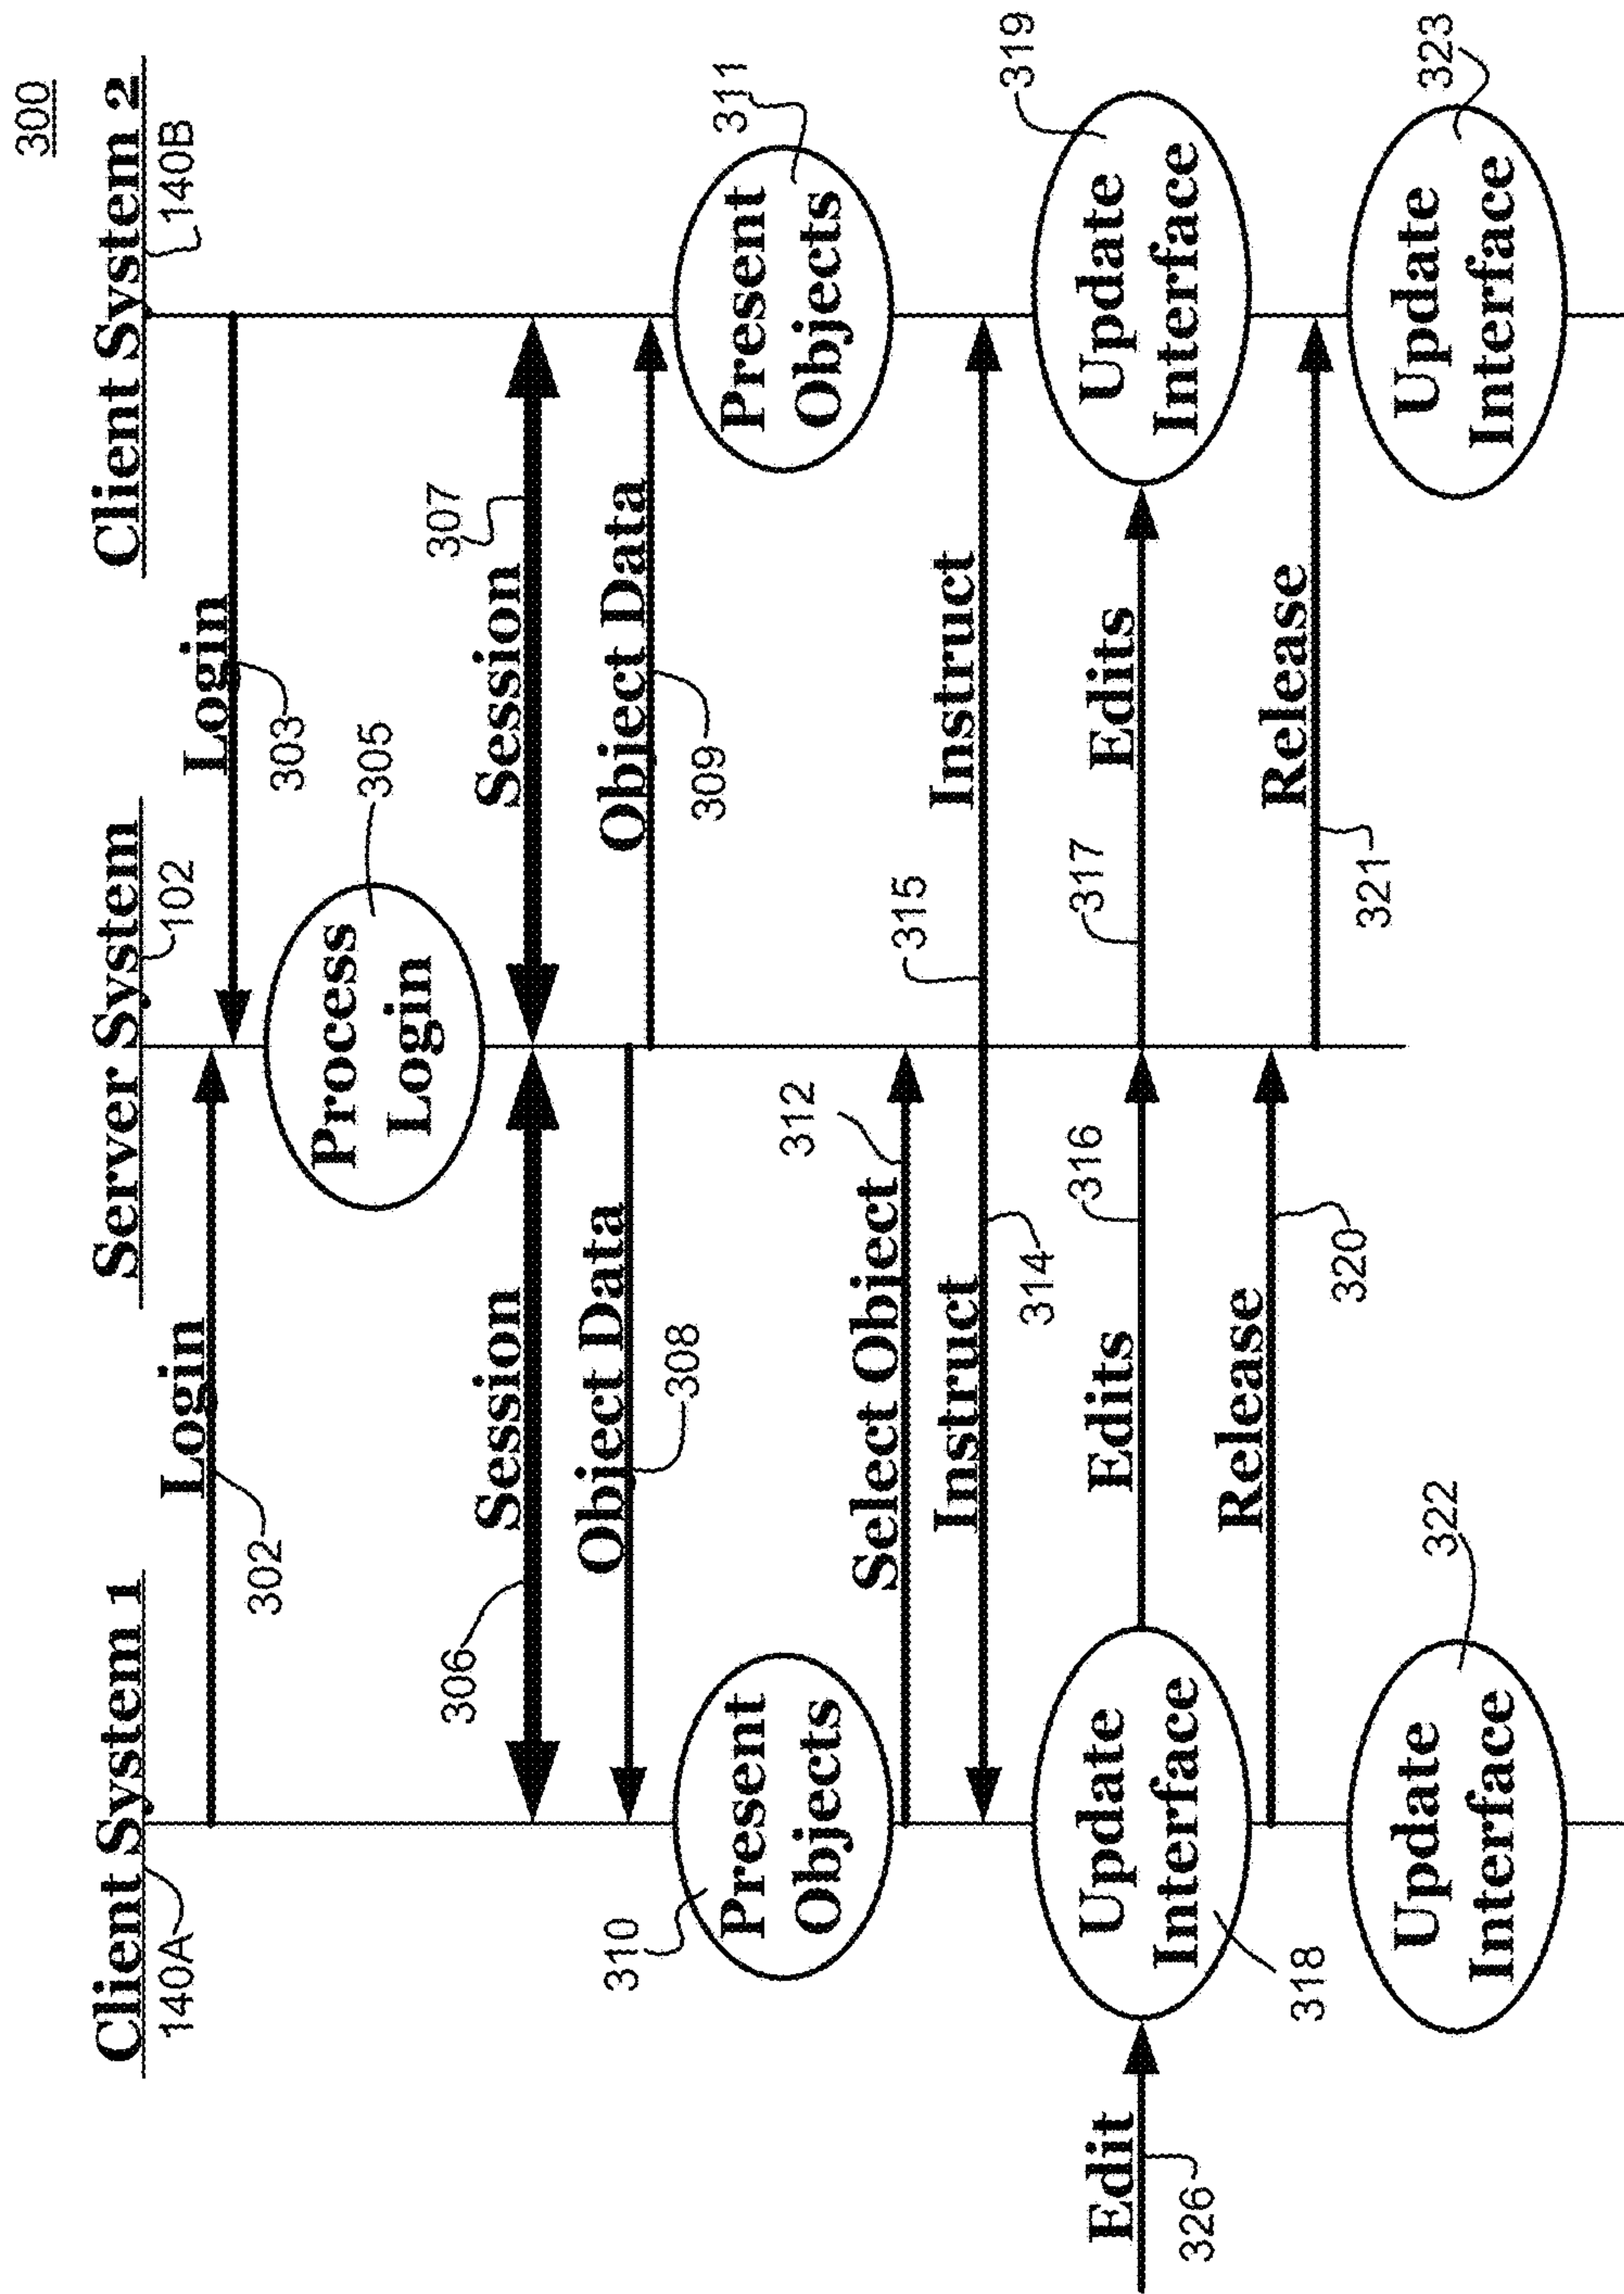 300
Client System 1
Server System
Client System 2
140A
102
140B
Login
Login
302
303
Process
Login
305
Session
Session
306
307
Object Data
Object Data
308
309
Present
Objects
310
Present
Objects
311
Select Object
312
Instruct
Instruct
314
315
Edit
326
Update
Interface
318
Edits
316
Edits
317
Update
Interface
319
Release
320
Release
321
Update
Interface
322
Update
Interface
323